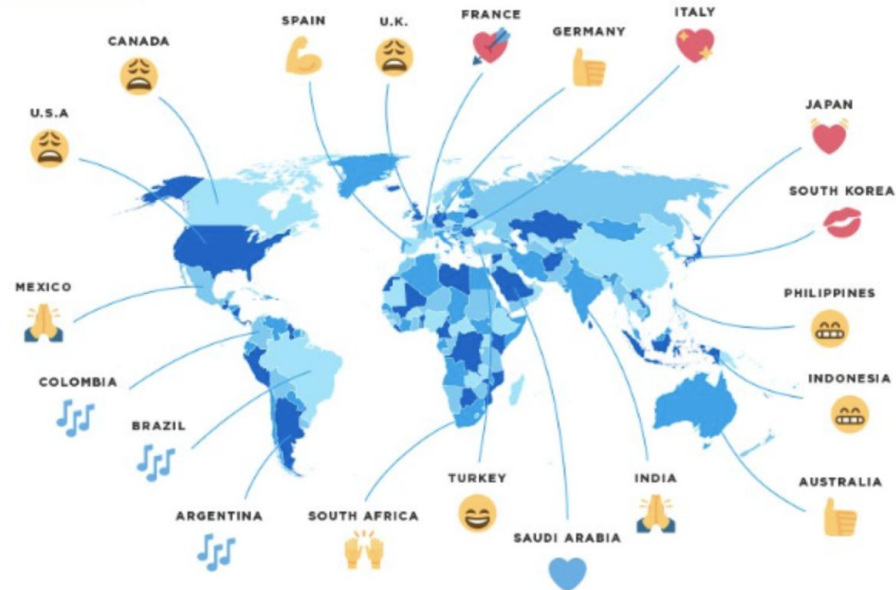 SPAIN
U.K.
FRANCE
ITALY
CANADA
GERMANY
U.S.A
JAPAN
SOUTH KOREA
MEXICO
PHILIPPINES
COLOMBIA
INDONESIA
BRAZIL
TURKEY
INDIA
AUSTRALIA
ARGENTINA
SOUTH AFRICA
SAUDI ARABIA